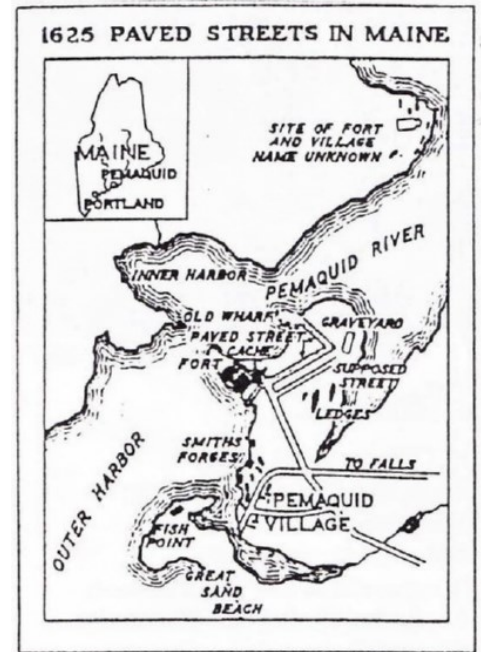 1625 PAVED STREETS IN MAINE
MAINE
PEMAQUID
PORTLAND
SITE OF FORT
AND VILLAGE
NAME UNKNOWN
INNER HARBOR
PEMAQUID RIVER
OLD WHARF
GRAVEYARD
PAVED STREET
CACHE
FORT
SUPPOSED
STREET
LEDGES
SMITHS
FORGES
TO FALLS
OUTER HARBOR
PEMAQUID
VILLAGE
FISH
POINT
GREAT
SAND
BEACH